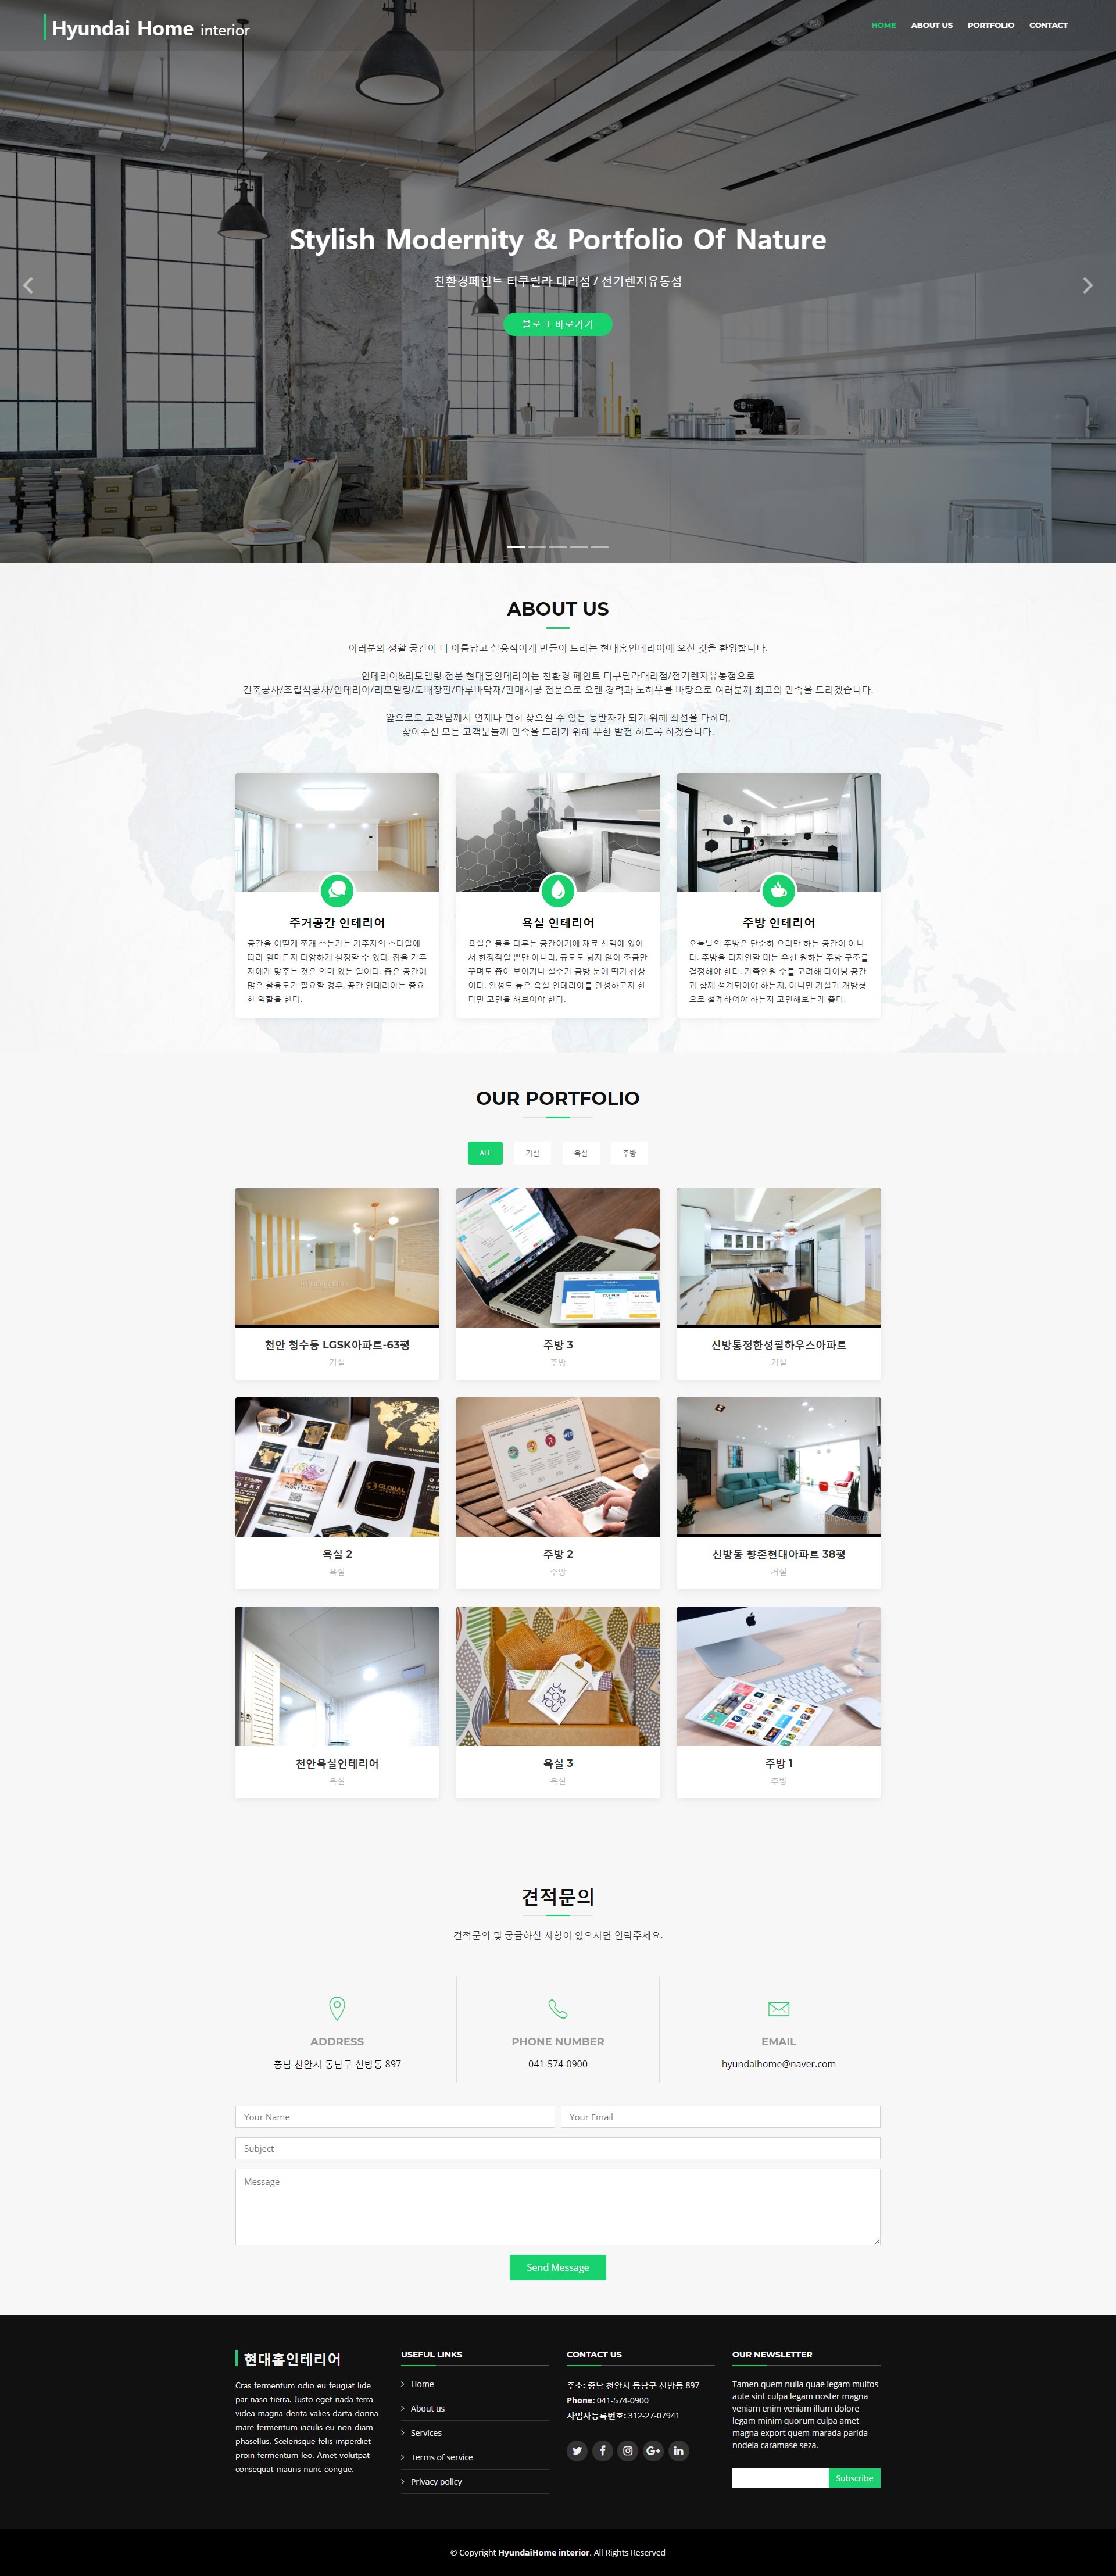 Hyundai Home interior
HOME
ABOUT US
PORTFOLIO
CONTACT
Stylish Modernity & Portfolio Of Nature
친환경페인트 티쿠릴라 대리점 / 전기렌지유통점
블로그 바로가기
ABOUT US
여러분의 생활 공간이 더 아름답고 실용적이게 만들어 드리는 현대홈인테리어에 오신 것을 환영합니다.
인테리어&리모델링 전문 현대홈인테리어는 친환경 페인트 티쿠릴라대리점/전기렌지유통점으로
건축공사/조립식공사/인테리어/리모델링/도배장판/마루바닥재/판매시공 전문으로 오랜 경력과 노하우를 바탕으로 여러분께 최고의 만족을 드리겠습니다.
앞으로도 고객님께서 언제나 편히 찾으실 수 있는 동반자가 되기 위해 최선을 다하며,
찾아주신 모든 고객분들께 만족을 드리기 위해 무한 발전 하도록 하겠습니다.
주거공간 인테리어
공간을 어떻게 쪼개 쓰는가는 거주자의 스타일에
따라 얼마든지 다양하게 설정할 수 있다. 집을 거주
자에게 맞추는 것은 의미 있는 일이다. 좁은 공간에
많은 활용도가 필요할 경우, 공간 인테리어는 중요
한 역할을 한다.
욕실 인테리어
욕실은 물을 다루는 공간이기에 재료 선택에 있어
서 한정적일 뿐만 아니라, 규모도 넓지 않아 조금만
꾸며도 좁아 보이거나 실수가 금방 눈에 띄기 십상
이다. 완성도 높은 욕실 인테리어를 완성하고자 한
다면 고민을 해보아야 한다.
주방 인테리어
오늘날의 주방은 단순히 요리만 하는 공간이 아니
다. 주방을 디자인할 때는 우선 원하는 주방 구조를
결정해야 한다. 가족인원 수를 고려해 다이닝 공간
과 함께 설계되어야 하는지, 아니면 거실과 개방형
으로 설계하여야 하는지 고민해보는게 좋다.
OUR PORTFOLIO
ALL
거실
욕실
주방
천안 청수동 LGSK아파트-63평
거실
주방 3
주방
신방통정한성필하우스아파트
거실
GLOBAL
욕실 2
욕실
주방 2
주방
신방동 향촌현대아파트 38평
거실
천안욕실인테리어
욕실
Just
FOR
YOU
욕실 3
욕실
주방 1
주방
견적문의
견적문의 및 궁금하신 사항이 있으시면 연락주세요.
ADDRESS
충남 천안시 동남구 신방동 897
PHONE NUMBER
041-574-0900
EMAIL
hyundaihome@naver.com
Your Name
Your Email
Subject
Message
Send Message
현대홈인테리어
Cras fermentum odio eu feugiat lide
par naso tierra. Justo eget nada terra
videa magna derita valies darta donna
mare fermentum iaculis eu non diam
phasellus. Scelerisque felis imperdiet
proin fermentum leo. Amet volutpat
consequat mauris nunc congue.
USEFUL LINKS
Home
About us
Services
Terms of service
Privacy policy
CONTACT US
주소: 충남 천안시 동남구 신방동 897
Phone: 041-574-0900
사업자등록번호: 312-27-07941
OUR NEWSLETTER
Tamen quem nulla quae legam multos
aute sint culpa legam noster magna
veniam enim veniam illum dolore
legam minim quorum culpa amet
magna export quem marada parida
nodela caramase seza.
Subscribe
© Copyright HyundaiHome interior. All Rights Reserved